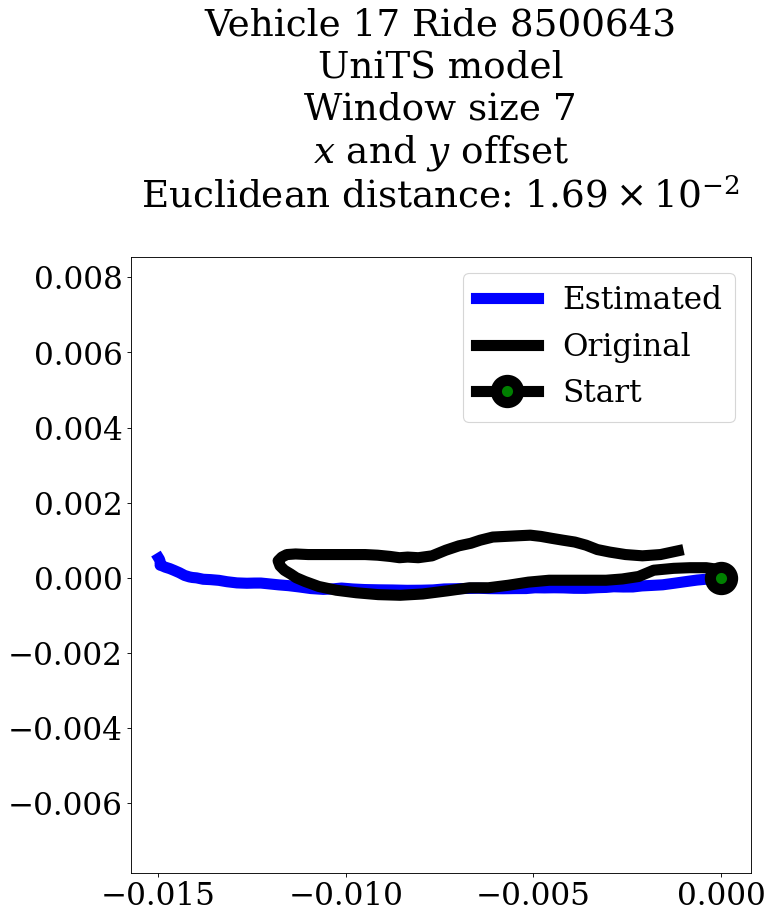 Vehicle 17 Ride 8500643
UniTS model
Window size 7
x and y offset
Euclidean distance: 1.69 × 10⁻²
Estimated
Original
Start
0.008
0.006
0.004
0.002
0.000
−0.002
−0.004
−0.006
−0.015 −0.010 −0.005 0.000